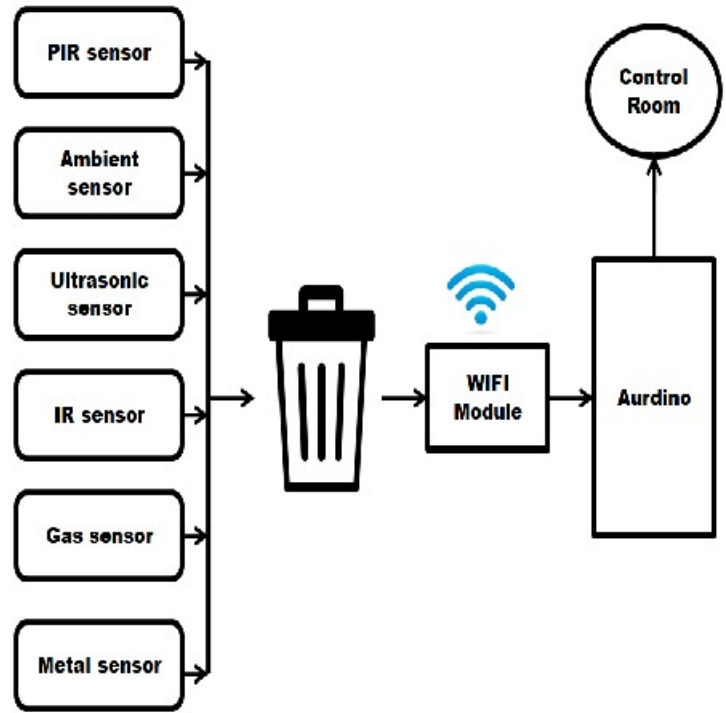 PIR sensor
Ambient
sensor
Ultrasonic
sensor
IR sensor
Gas sensor
Metal sensor
WIFI
Module
Aurdino
Control
Room